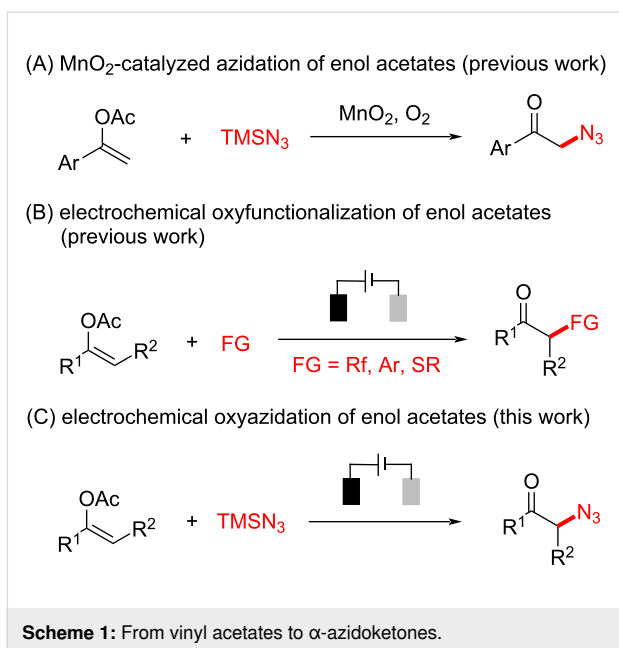 (A) MnO₂-catalyzed azidation of enol acetates (previous work)
OAc
Ar
+
TMSN₃
MnO₂, O₂
O
Ar
N₃
(B) electrochemical oxyfunctionalization of enol acetates
(previous work)
OAc
R¹
R²
+
FG
FG = Rf, Ar, SR
O
R¹
FG
R²
(C) electrochemical oxyazidation of enol acetates (this work)
OAc
R¹
R²
+
TMSN₃
O
R¹
N₃
R²
Scheme 1: From vinyl acetates to α-azidoketones.